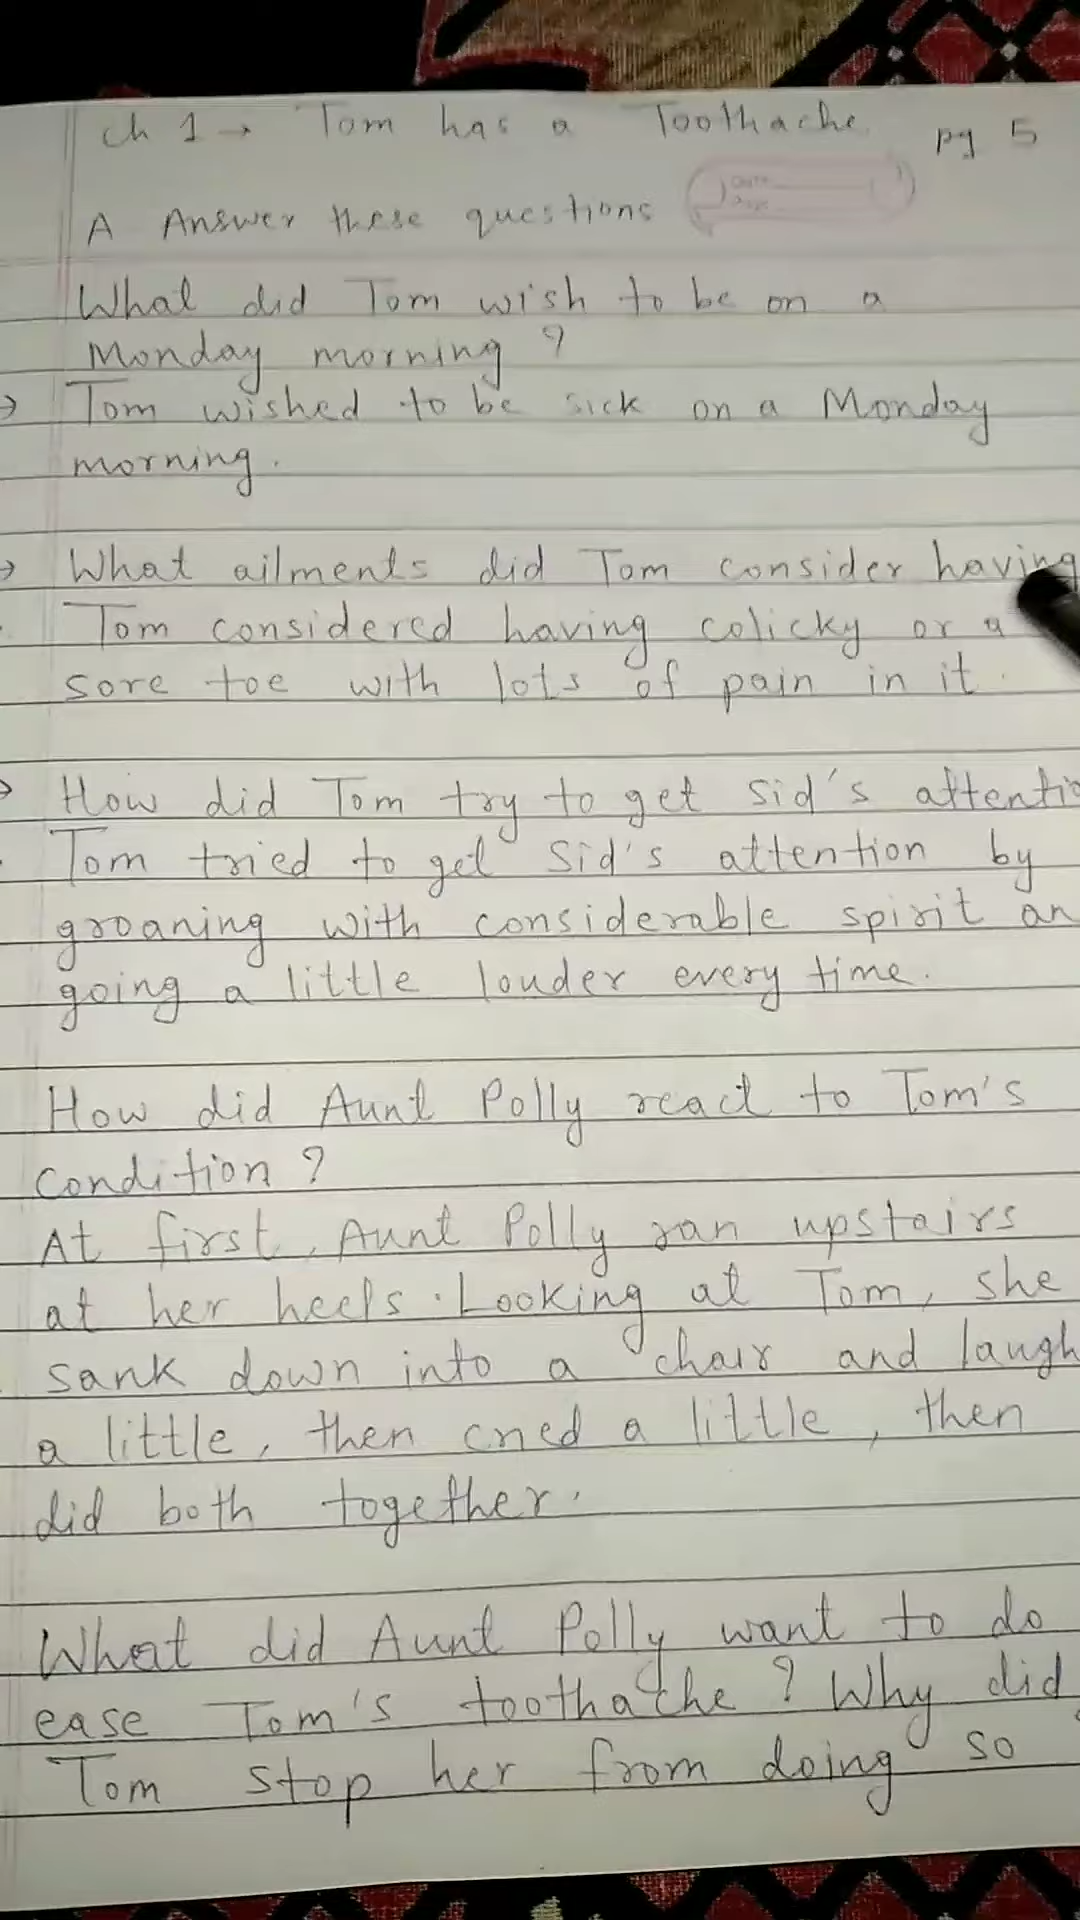 ch 1 → Tom has a Toothache. pg 5
A Answer these questions
What did Tom wish to be on a
Monday morning?
→ Tom wished to be sick on a Monday
morning.
→ What ailments did Tom consider having
Tom considered having colicky or a
sore toe with lots of pain in it.
→ How did Tom try to get Sid's attentio
Tom tried to get Sid's attention by
groaning with considerable spirit an
going a little louder every time.
How did Aunt Polly react to Tom's
condition?
At first, Aunt Polly ran upstairs
at her heels. Looking at Tom, she
sank down into a chair and laugh
a little, then cried a little, then
did both together.
What did Aunt Polly want to do
ease Tom's toothache? Why did
Tom stop her from doing so